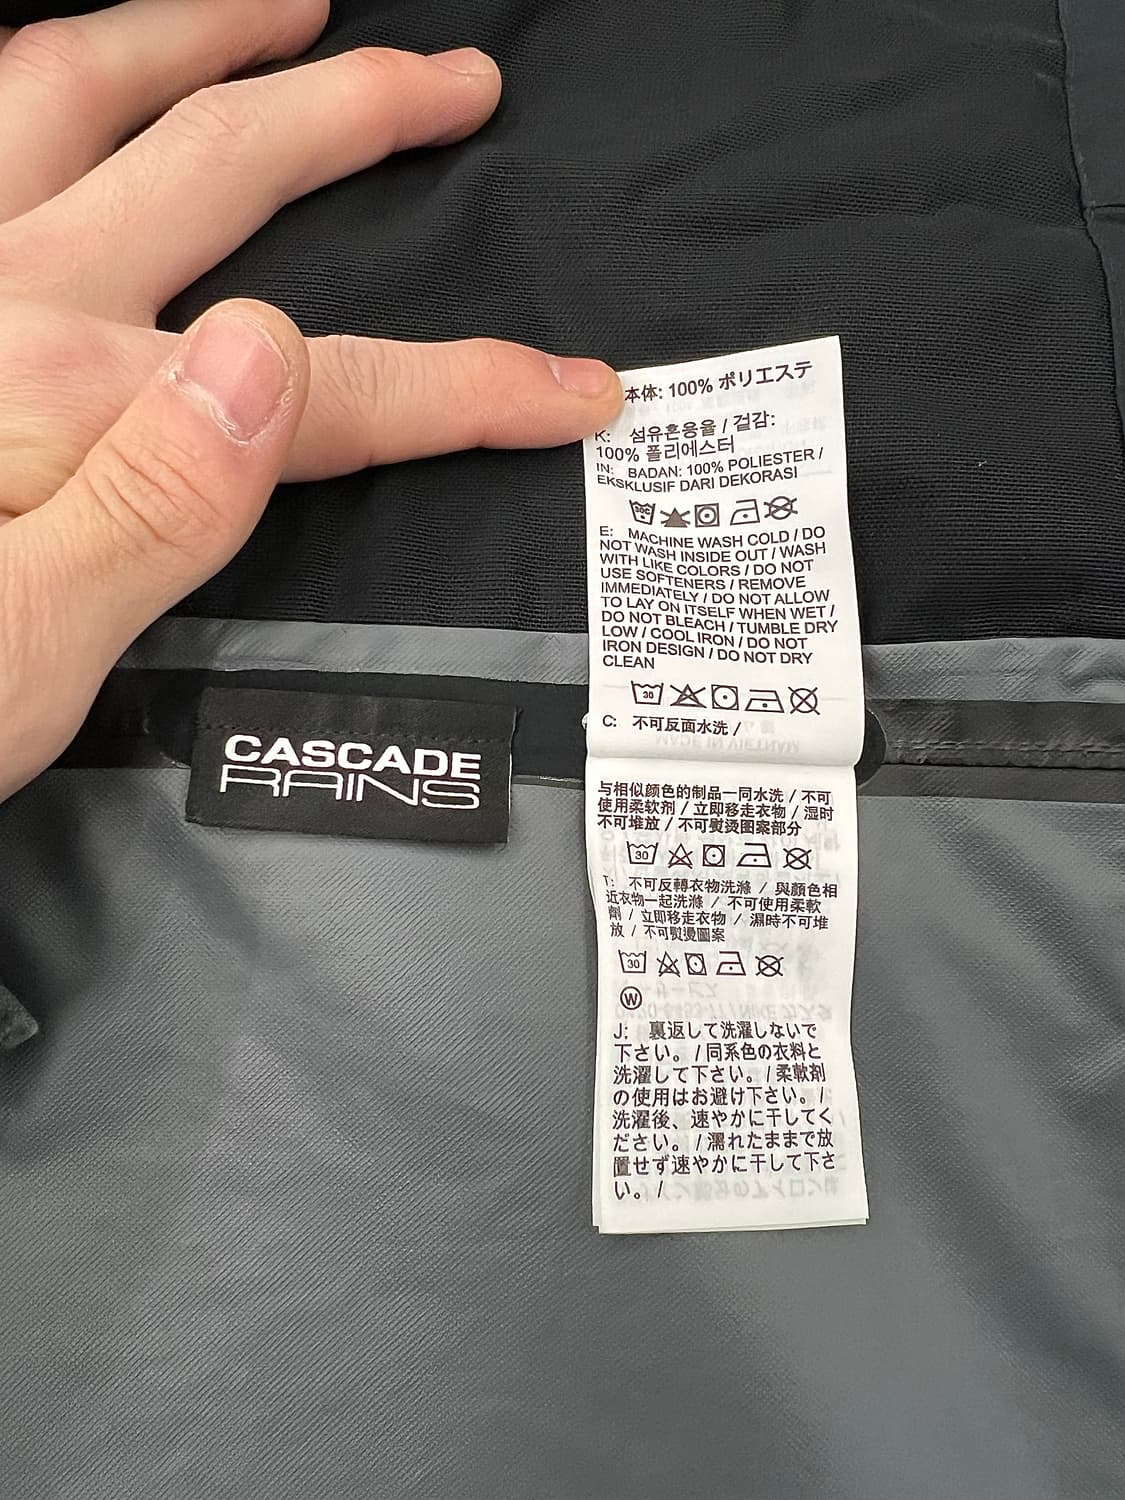 本体: 100% ポリエステ
K: 섬유혼용율 / 겉감:
100% 폴리에스터
IN: BADAN: 100% POLIESTER /
EKSKLUSIF DARI DEKORASI
E: MACHINE WASH COLD / DO
NOT WASH INSIDE OUT / WASH
WITH LIKE COLORS / DO NOT
USE SOFTENERS / REMOVE
IMMEDIATELY / DO NOT ALLOW
TO LAY ON ITSELF WHEN WET /
DO NOT BLEACH / TUMBLE DRY
LOW / COOL IRON / DO NOT
IRON DESIGN / DO NOT DRY
CLEAN
30
C: 不可反面水洗 /
CASCADE
RAINS
与相似颜色的制品一同水洗 / 不可
使用柔软剂 / 立即移走衣物 / 湿时
不可堆放 / 不可熨烫图案部分
30
T: 不可反轉衣物洗滌 / 與顏色相
近衣物一起洗滌 / 不可使用柔軟
劑 / 立即移走衣物 / 濕時不可堆
放 / 不可熨燙圖案
30
W
J: 裏返して洗濯しないで
下さい。/ 同系色の衣料と
洗濯して下さい。/ 柔軟剤
の使用はお避け下さい。/
洗濯後、速やかに干してく
ださい。/ 濡れたままで放
置せず速やかに干して下さ
い。/